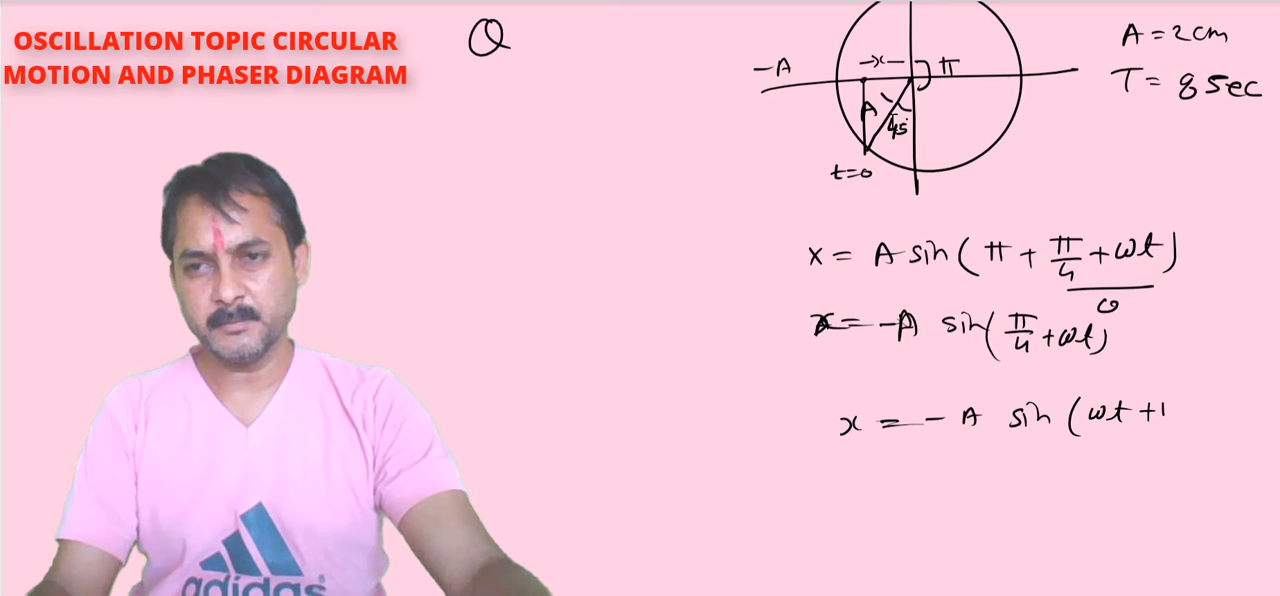 OSCILLATION TOPIC CIRCULAR
MOTION AND PHASER DIAGRAM
Q
-A
-x-
π
A
45
t=0
A = 2cm
T = 8 Sec
x = A sin(π + π/4 + ωt)
x = -A sin(π/4 + ωt)
x = - A sin (ωt + 1
adidas